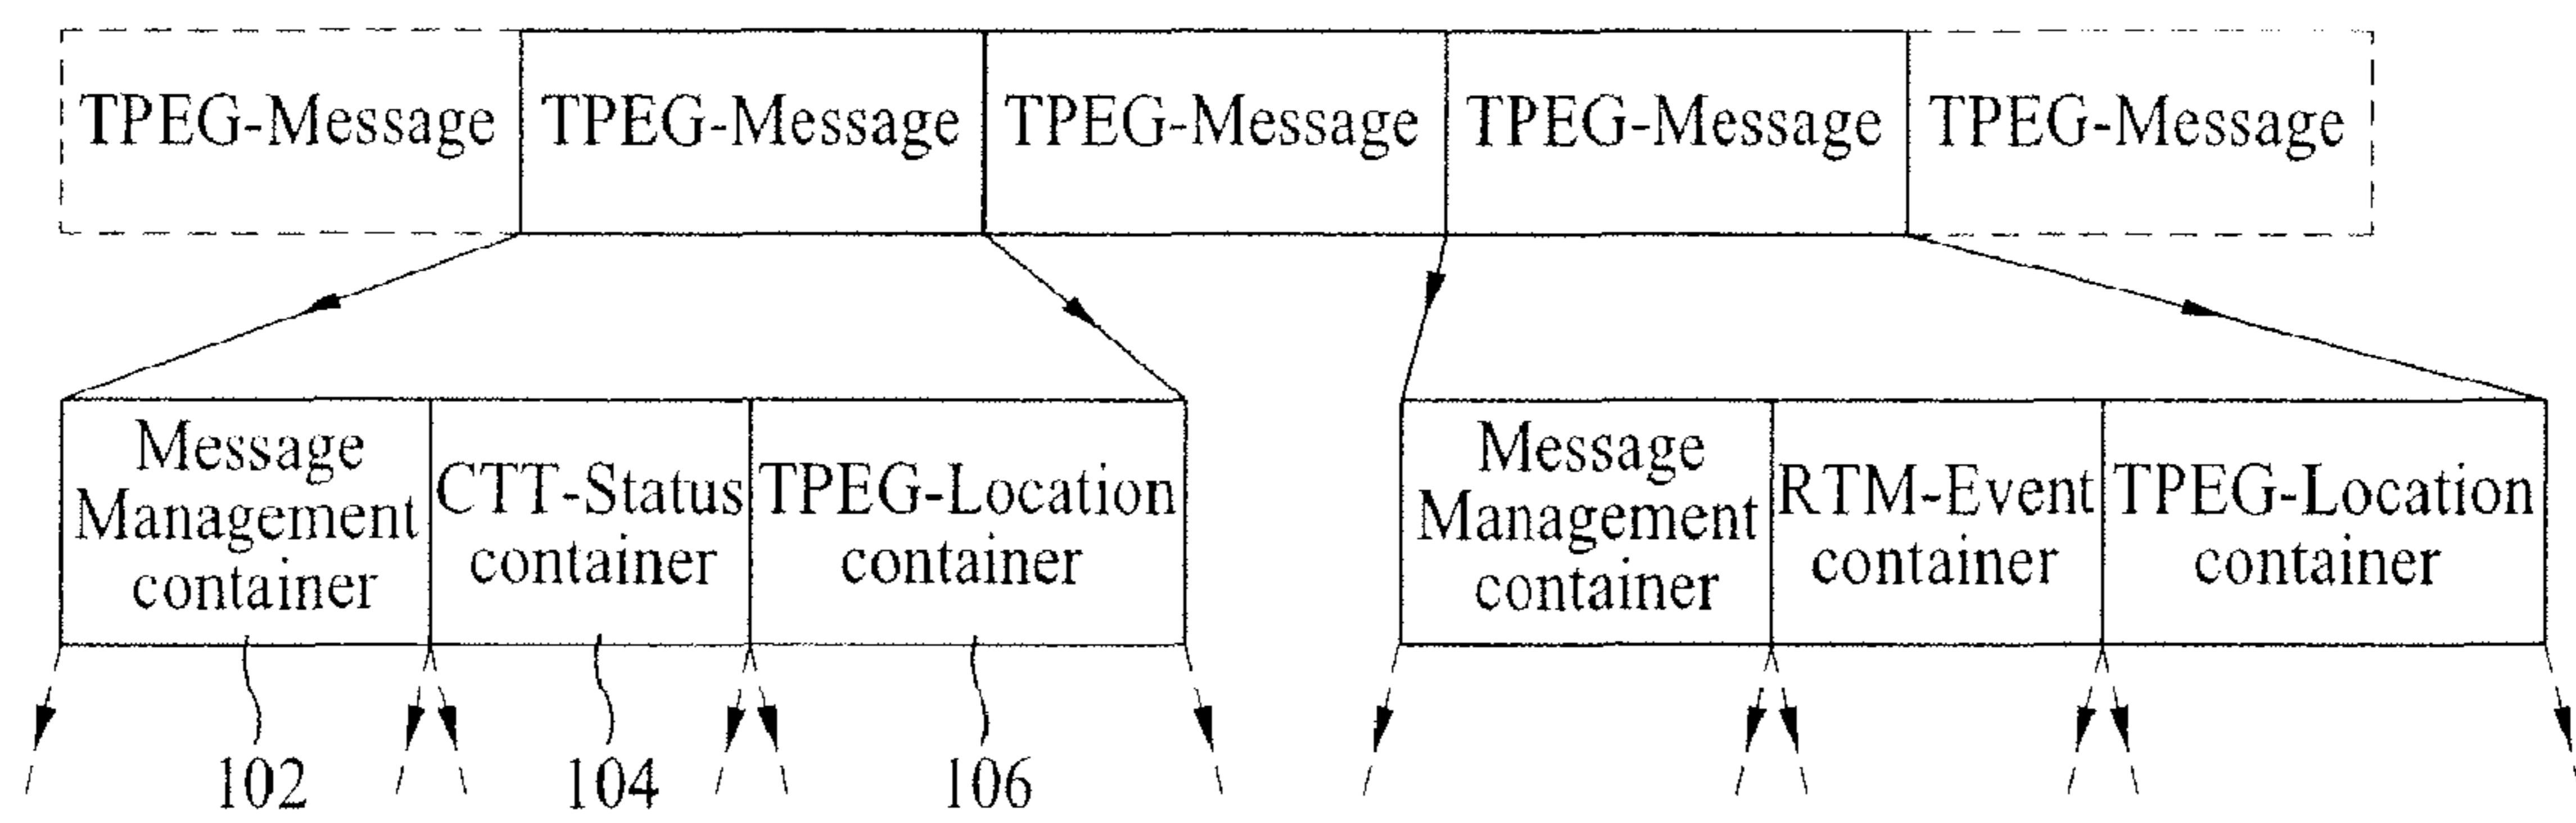 TPEG-Message TPEG-Message TPEG-Message TPEG-Message TPEG-Message
Message
Management
container
CTT-Status
container
TPEG-Location
container
Message
Management
container
RTM-Event
container
TPEG-Location
container
102 104 106